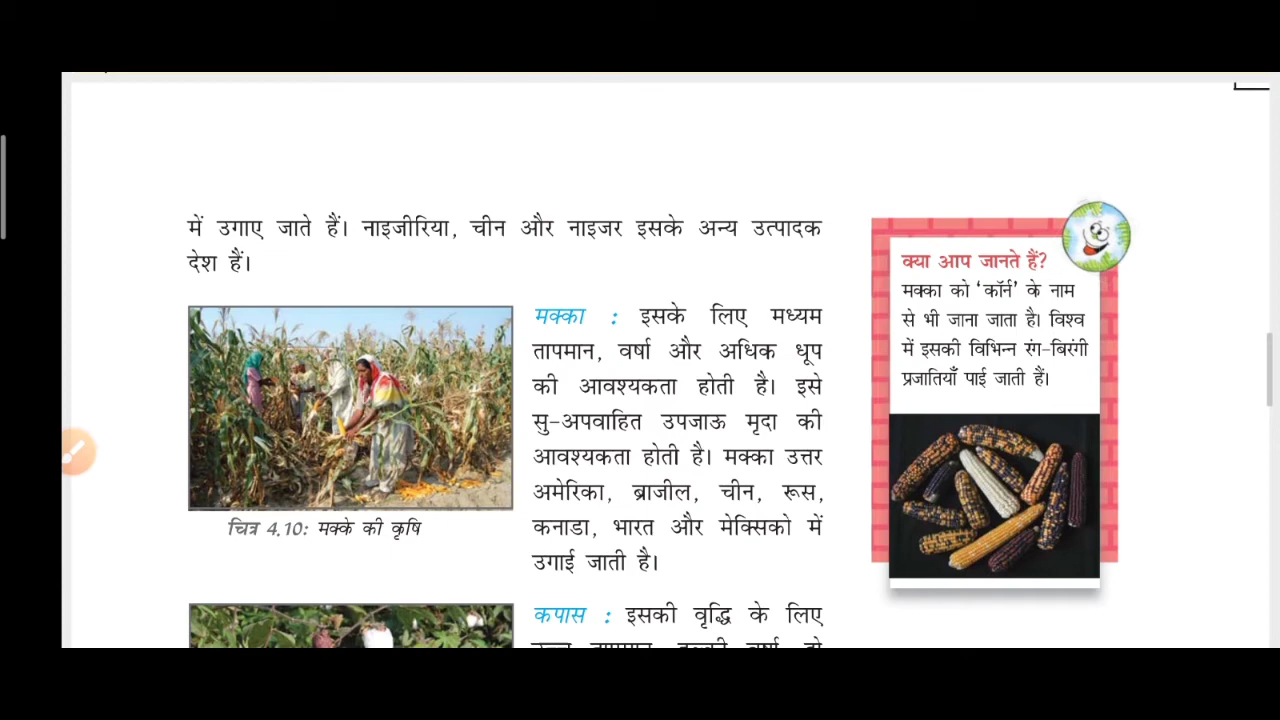 में उगाए जाते हैं। नाइजीरिया, चीन और नाइजर इसके अन्य उत्पादक
देश हैं।
मक्का : इसके लिए मध्यम
तापमान, वर्षा और अधिक धूप
की आवश्यकता होती है। इसे
सु-अपवाहित उपजाऊ मृदा की
आवश्यकता होती है। मक्का उत्तर
अमेरिका, ब्राजील, चीन, रूस,
कनाडा, भारत और मेक्सिको में
उगाई जाती है।
चित्र 4.10: मक्के की कृषि
कपास : इसकी वृद्धि के लिए
क्या आप जानते हैं?
मक्का को ‘कॉर्न’ के नाम
से भी जाना जाता है। विश्व
में इसकी विभिन्न रंग-बिरंगी
प्रजातियाँ पाई जाती हैं।